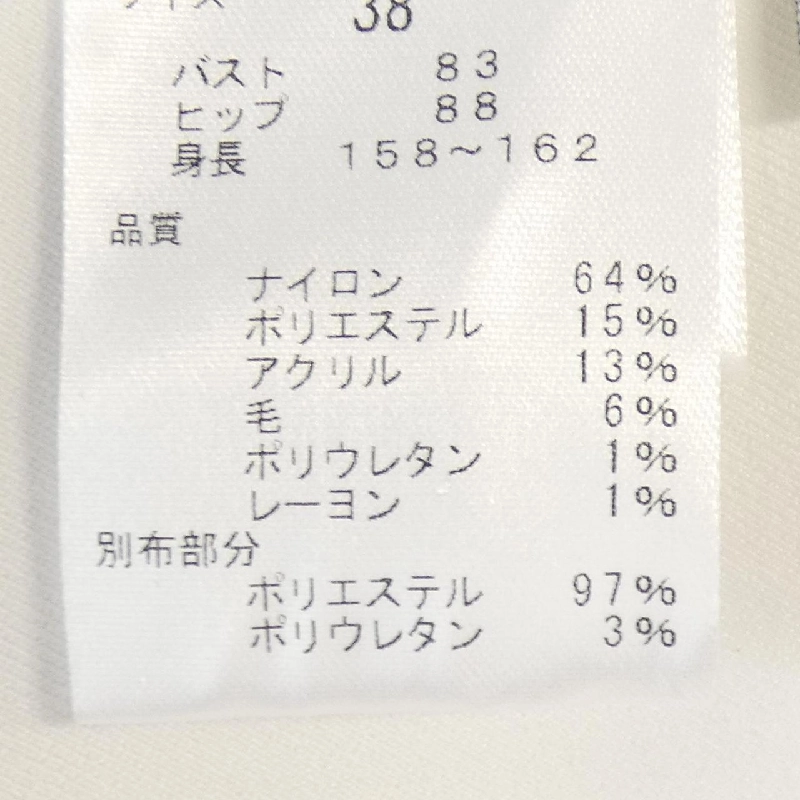 サイズ 38
バスト 83
ヒップ 88
身長 158～162
品質
ナイロン 64%
ポリエステル 15%
アクリル 13%
毛 6%
ポリウレタン 1%
レーヨン 1%
別布部分
ポリエステル 97%
ポリウレタン 3%